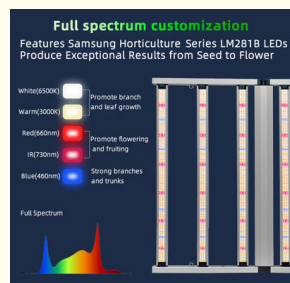 Full spectrum customization
Features Samsung Horticulture Series LM281B LEDs
Produce Exceptional Results from Seed to Flower
White(6500K)
Warm(3000K)
Promote branch
and leaf growth
Red(660nm)
IR(730nm)
Promote flowering
and fruiting
Blue(460nm)
Strong branches
and trunks
Full Spectrum